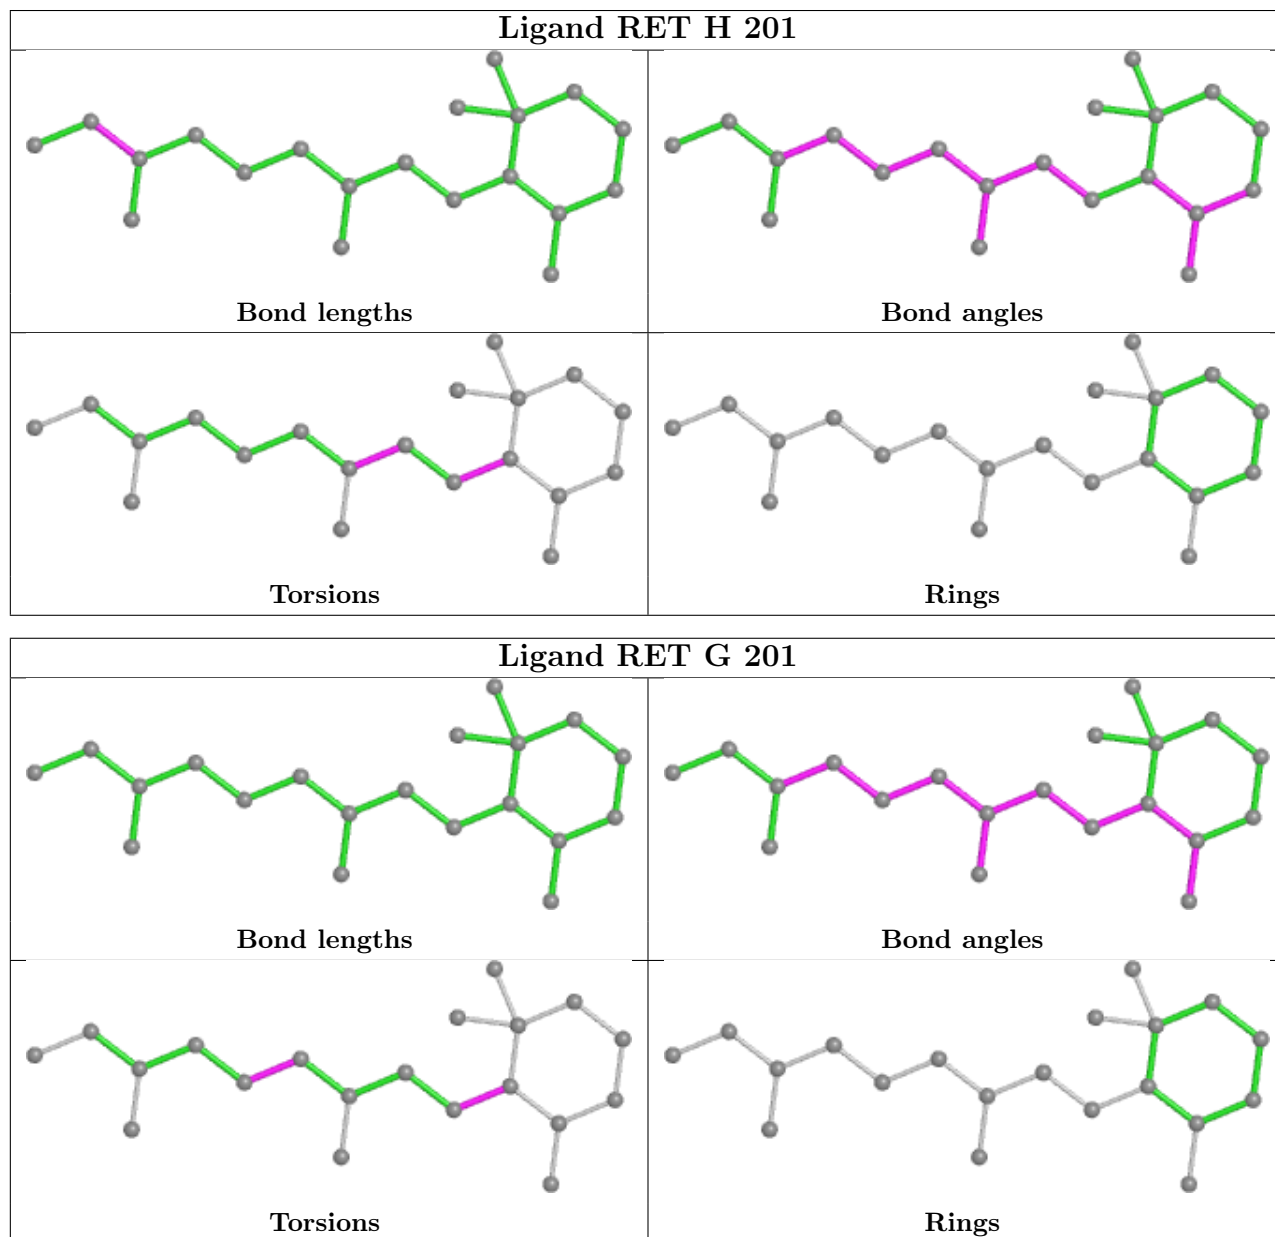 Ligand RET H 201
Bond lengths
Bond angles
Torsions
Rings
Ligand RET G 201
Bond lengths
Bond angles
Torsions
Rings